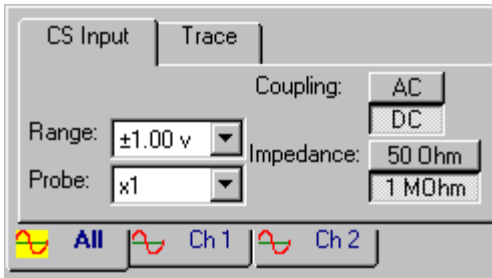 CS Input Trace
Coupling: AC
DC
Range: ±1.00 v
Impedance: 50 Ohm
Probe: x1
1 MOhm
All Ch 1 Ch 2